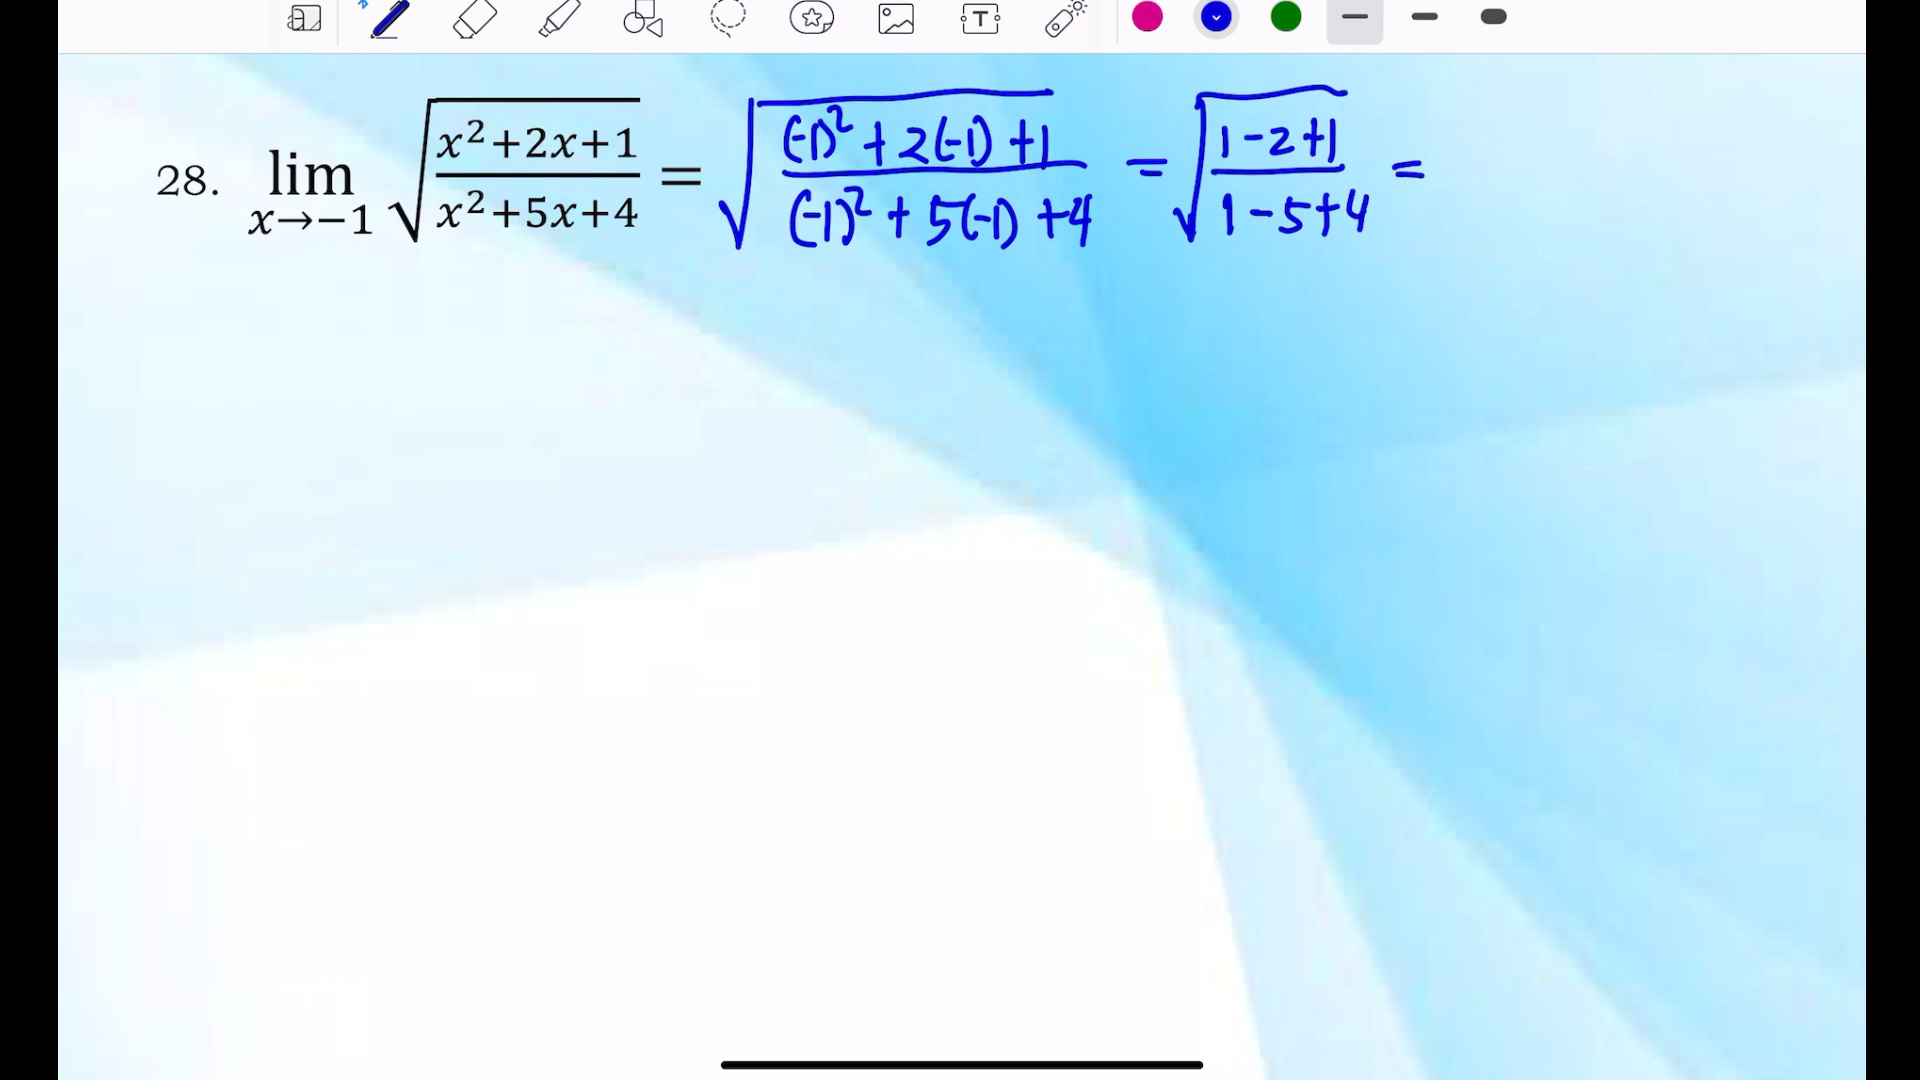 28. lim x→−1 √((x²+2x+1)/(x²+5x+4)) = √(((-1)²+2(-1)+1)/((-1)²+5(-1)+4)) = √((1-2+1)/(1-5+4)) =